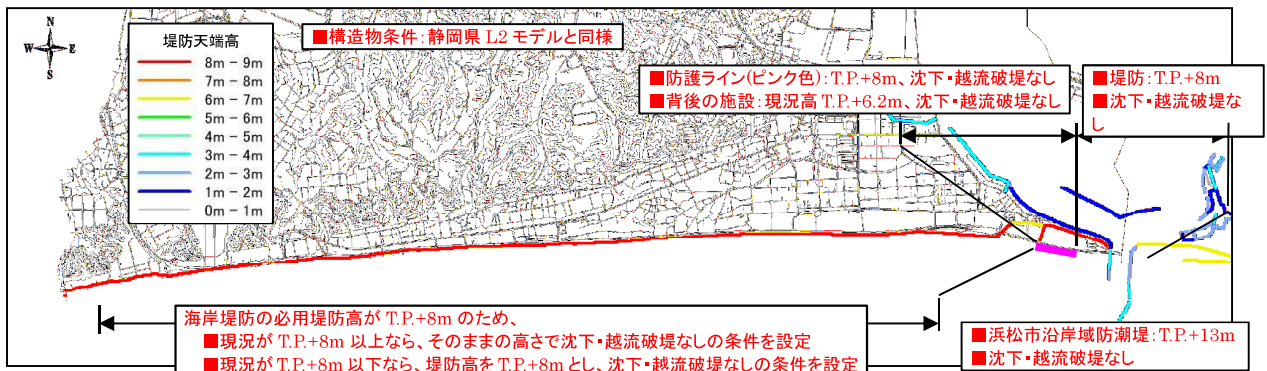 N
W E
S
堤防天端高
8m - 9m
7m - 8m
6m - 7m
5m - 6m
4m - 5m
3m - 4m
2m - 3m
1m - 2m
0m - 1m
■構造物条件:静岡県 L2 モデルと同様
■防護ライン(ピンク色):T.P.+8m、沈下・越流破堤なし
■背後の施設:現況高T.P.+6.2m、沈下・越流破堤なし
■堤防:T.P.+8m
■沈下・越流破堤な
し
海岸堤防の必用堤防高が T.P.+8m のため、
■現況が T.P.+8m 以上なら、そのままの高さで沈下・越流破堤なしの条件を設定
■現況が T.P.+8m 以下なら、堤防高を T.P.+8m とし、沈下・越流破堤なしの条件を設定
■浜松市沿岸域防潮堤:T.P.+13m
■沈下・越流破堤なし